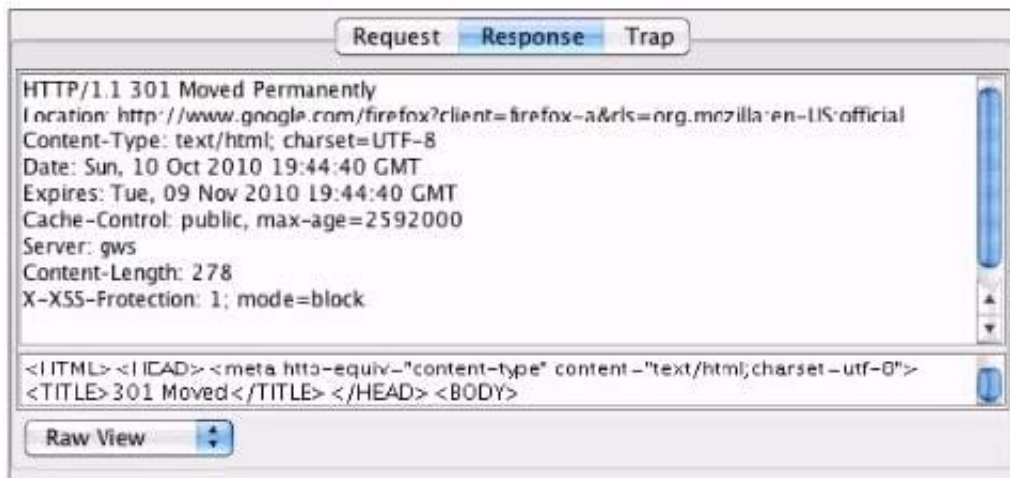 Request Response Trap
HTTP/1.1 301 Moved Permanently
Location: http://www.google.com/firefox?client=firefox-a&rls=org.mozilla:en-US:official
Content-Type: text/html; charset=UTF-8
Date: Sun, 10 Oct 2010 19:44:40 GMT
Expires: Tue, 09 Nov 2010 19:44:40 GMT
Cache-Control: public, max-age=2592000
Server: gws
Content-Length: 278
X-XSS-Protection: 1; mode=block
<HTML> <HEAD> <meta http-equiv="content-type" content="text/html;charset=utf-8">
<TITLE>301 Moved</TITLE> </HEAD> <BODY>
Raw View